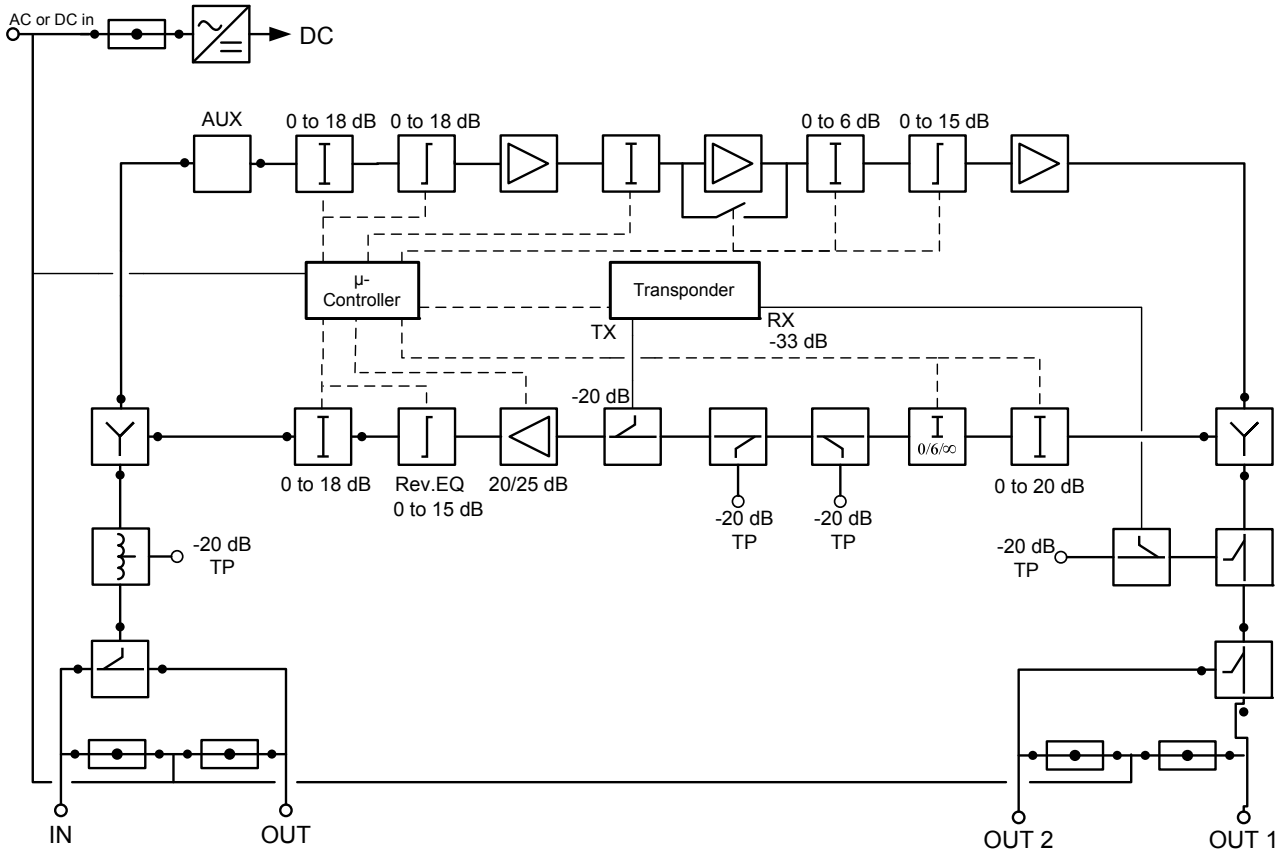 AC or DC in
DC
AUX
0 to 18 dB
0 to 18 dB
0 to 6 dB
0 to 15 dB
µ-
Controller
Transponder
TX
RX
-33 dB
-20 dB
0/6/∞
0 to 18 dB
Rev.EQ
0 to 15 dB
20/25 dB
0 to 20 dB
-20 dB
TP
-20 dB
TP
-20 dB
TP
-20 dB
TP
IN
OUT
OUT 2
OUT 1